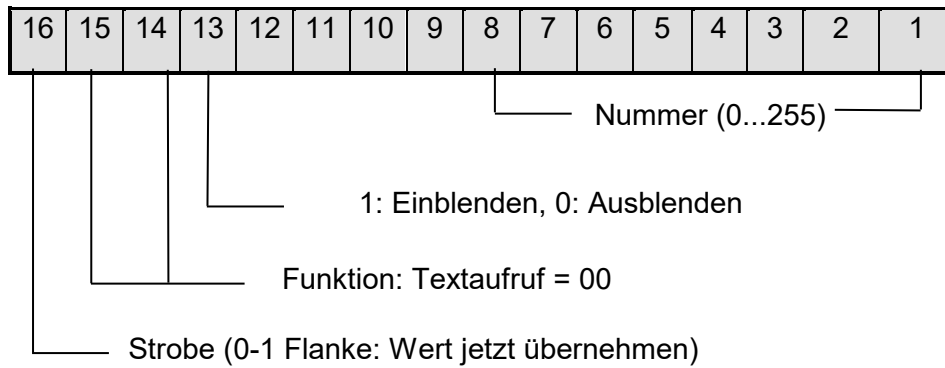 16 15 14 13 12 11 10 9 8 7 6 5 4 3 2 1
Nummer (0...255)
1: Einblenden, 0: Ausblenden
Funktion: Textaufruf = 00
Strobe (0-1 Flanke: Wert jetzt übernehmen)